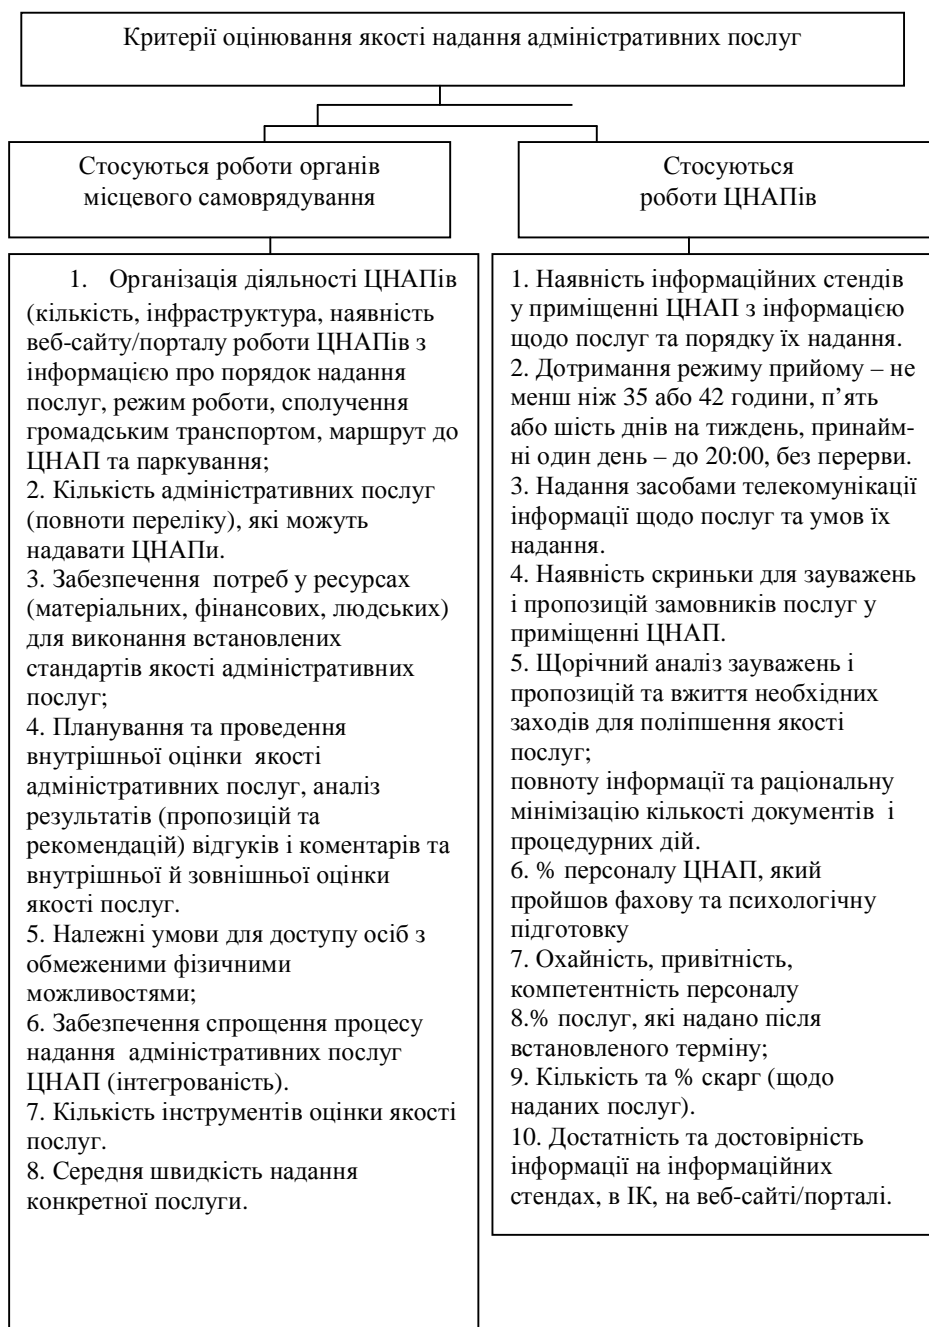 Критерії оцінювання якості надання адміністративних послуг
Стосуються роботи органів
місцевого самоврядування
Стосуються
роботи ЦНАПів
1. Організація діяльності ЦНАПів
(кількість, інфраструктура, наявність
веб-сайту/порталу роботи ЦНАПів з
інформацією про порядок надання
послуг, режим роботи, сполучення
громадським транспортом, маршрут до
ЦНАП та паркування;
2. Кількість адміністративних послуг
(повноти переліку), які можуть
надавати ЦНАПи.
3. Забезпечення потреб у ресурсах
(матеріальних, фінансових, людських)
для виконання встановлених
стандартів якості адміністративних
послуг;
4. Планування та проведення
внутрішньої оцінки якості
адміністративних послуг, аналіз
результатів (пропозицій та
рекомендацій) відгуків і коментарів та
внутрішньої й зовнішньої оцінки
якості послуг.
5. Належні умови для доступу осіб з
обмеженими фізичними
можливостями;
6. Забезпечення спрощення процесу
надання адміністративних послуг
ЦНАП (інтегрованість).
7. Кількість інструментів оцінки якості
послуг.
8. Середня швидкість надання
конкретної послуги.
1. Наявність інформаційних стендів
у приміщенні ЦНАП з інформацією
щодо послуг та порядку їх надання.
2. Дотримання режиму прийому – не
менш ніж 35 або 42 години, п’ять
або шість днів на тиждень, принайм-
ні один день – до 20:00, без перерви.
3. Надання засобами телекомунікації
інформації щодо послуг та умов їх
надання.
4. Наявність скриньки для зауважень
і пропозицій замовників послуг у
приміщенні ЦНАП.
5. Щорічний аналіз зауважень і
пропозицій та вжиття необхідних
заходів для поліпшення якості
послуг;
повноту інформації та раціональну
мінімізацію кількості документів і
процедурних дій.
6. % персоналу ЦНАП, який
пройшов фахову та психологічну
підготовку
7. Охайність, привітність,
компетентність персоналу
8.% послуг, які надано після
встановленого терміну;
9. Кількість та % скарг (щодо
наданих послуг).
10. Достатність та достовірність
інформації на інформаційних
стендах, в ІК, на веб-сайті/порталі.